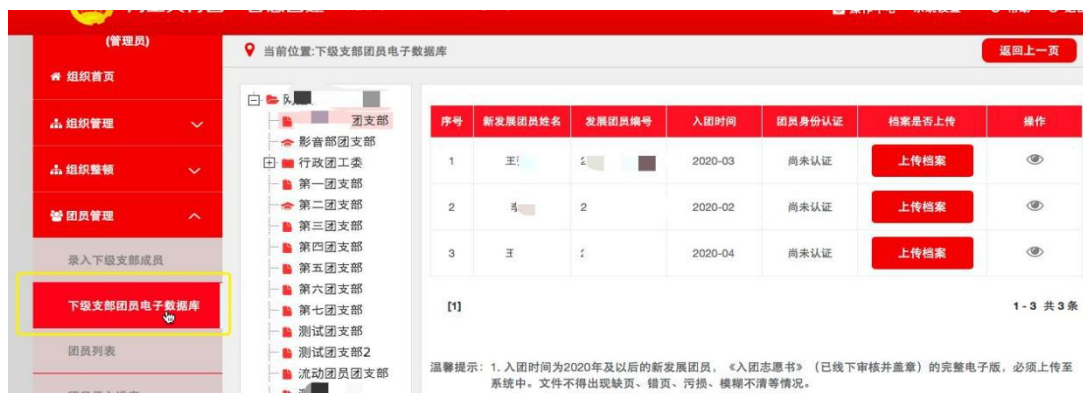 (管理员)
组织首页
组织管理
组织整顿
团员管理
录入下级支部成员
下级支部团员电子数据库
团员列表
当前位置:下级支部团员电子数据库
返回上一页
团支部
影音部团支部
行政团工委
第一团支部
第二团支部
第三团支部
第四团支部
第五团支部
第六团支部
第七团支部
测试团支部
测试团支部2
流动团员团支部
序号 新发展团员姓名 发展团员编号 入团时间 团员身份认证 档案是否上传 操作
1 王 2 2020-03 尚未认证 上传档案
2 2 2020-02 尚未认证 上传档案
3 王 2020-04 尚未认证 上传档案
[1]
1-3 共3条
温馨提示：1. 入团时间为2020年及以后的新发展团员，《入团志愿书》（已线下审核并盖章）的完整电子版，必须上传至
系统中。文件不得出现缺页、错页、污损、模糊不清等情况。